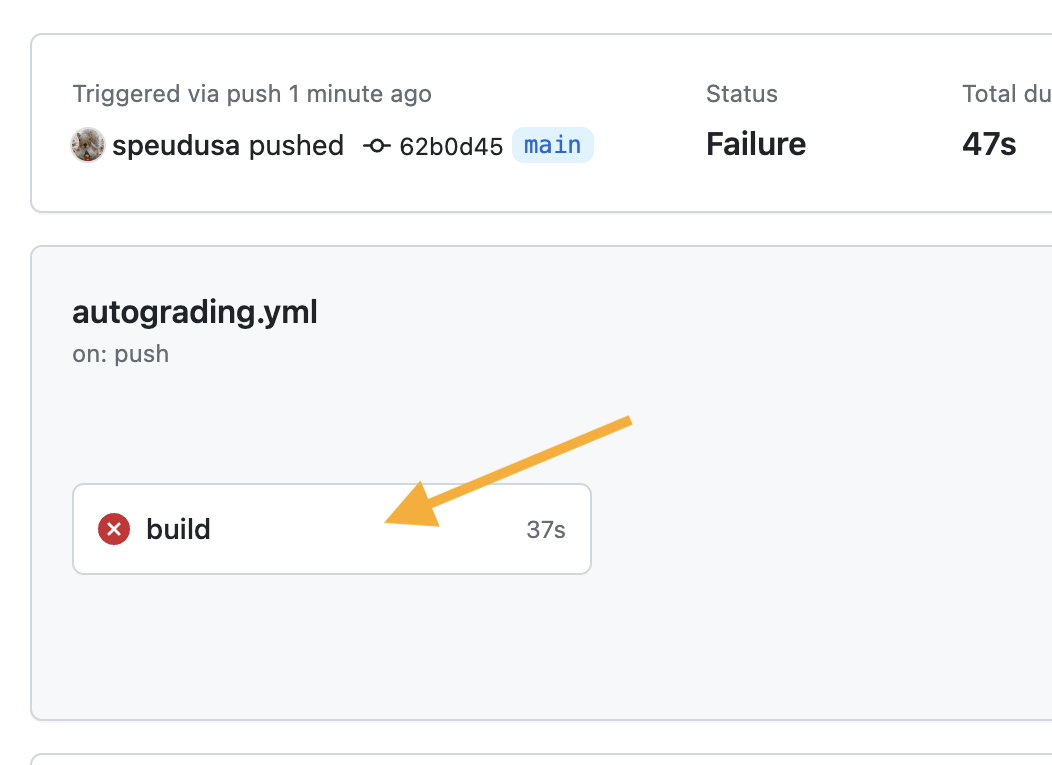 Triggered via push 1 minute ago
speudusa pushed 62b0d45 main
Status
Failure
Total du
47s
autograding.yml
on: push
build 37s